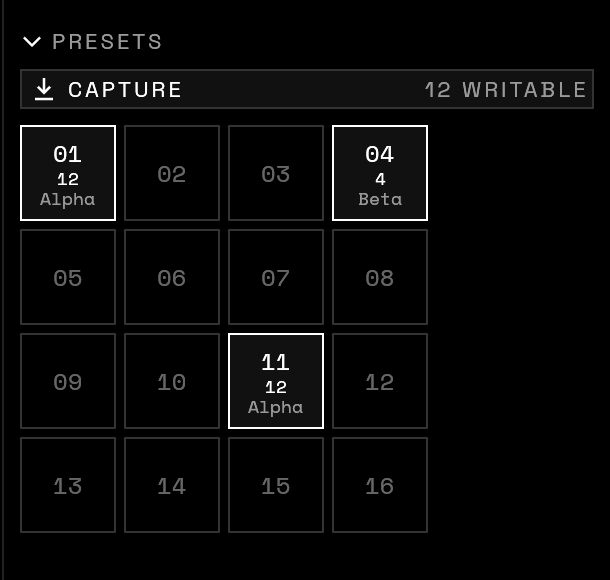 PRESETS
CAPTURE 12 WRITABLE
01 02 03 04
12 4
Alpha Beta
05 06 07 08
09 10 11 12
12
Alpha
13 14 15 16